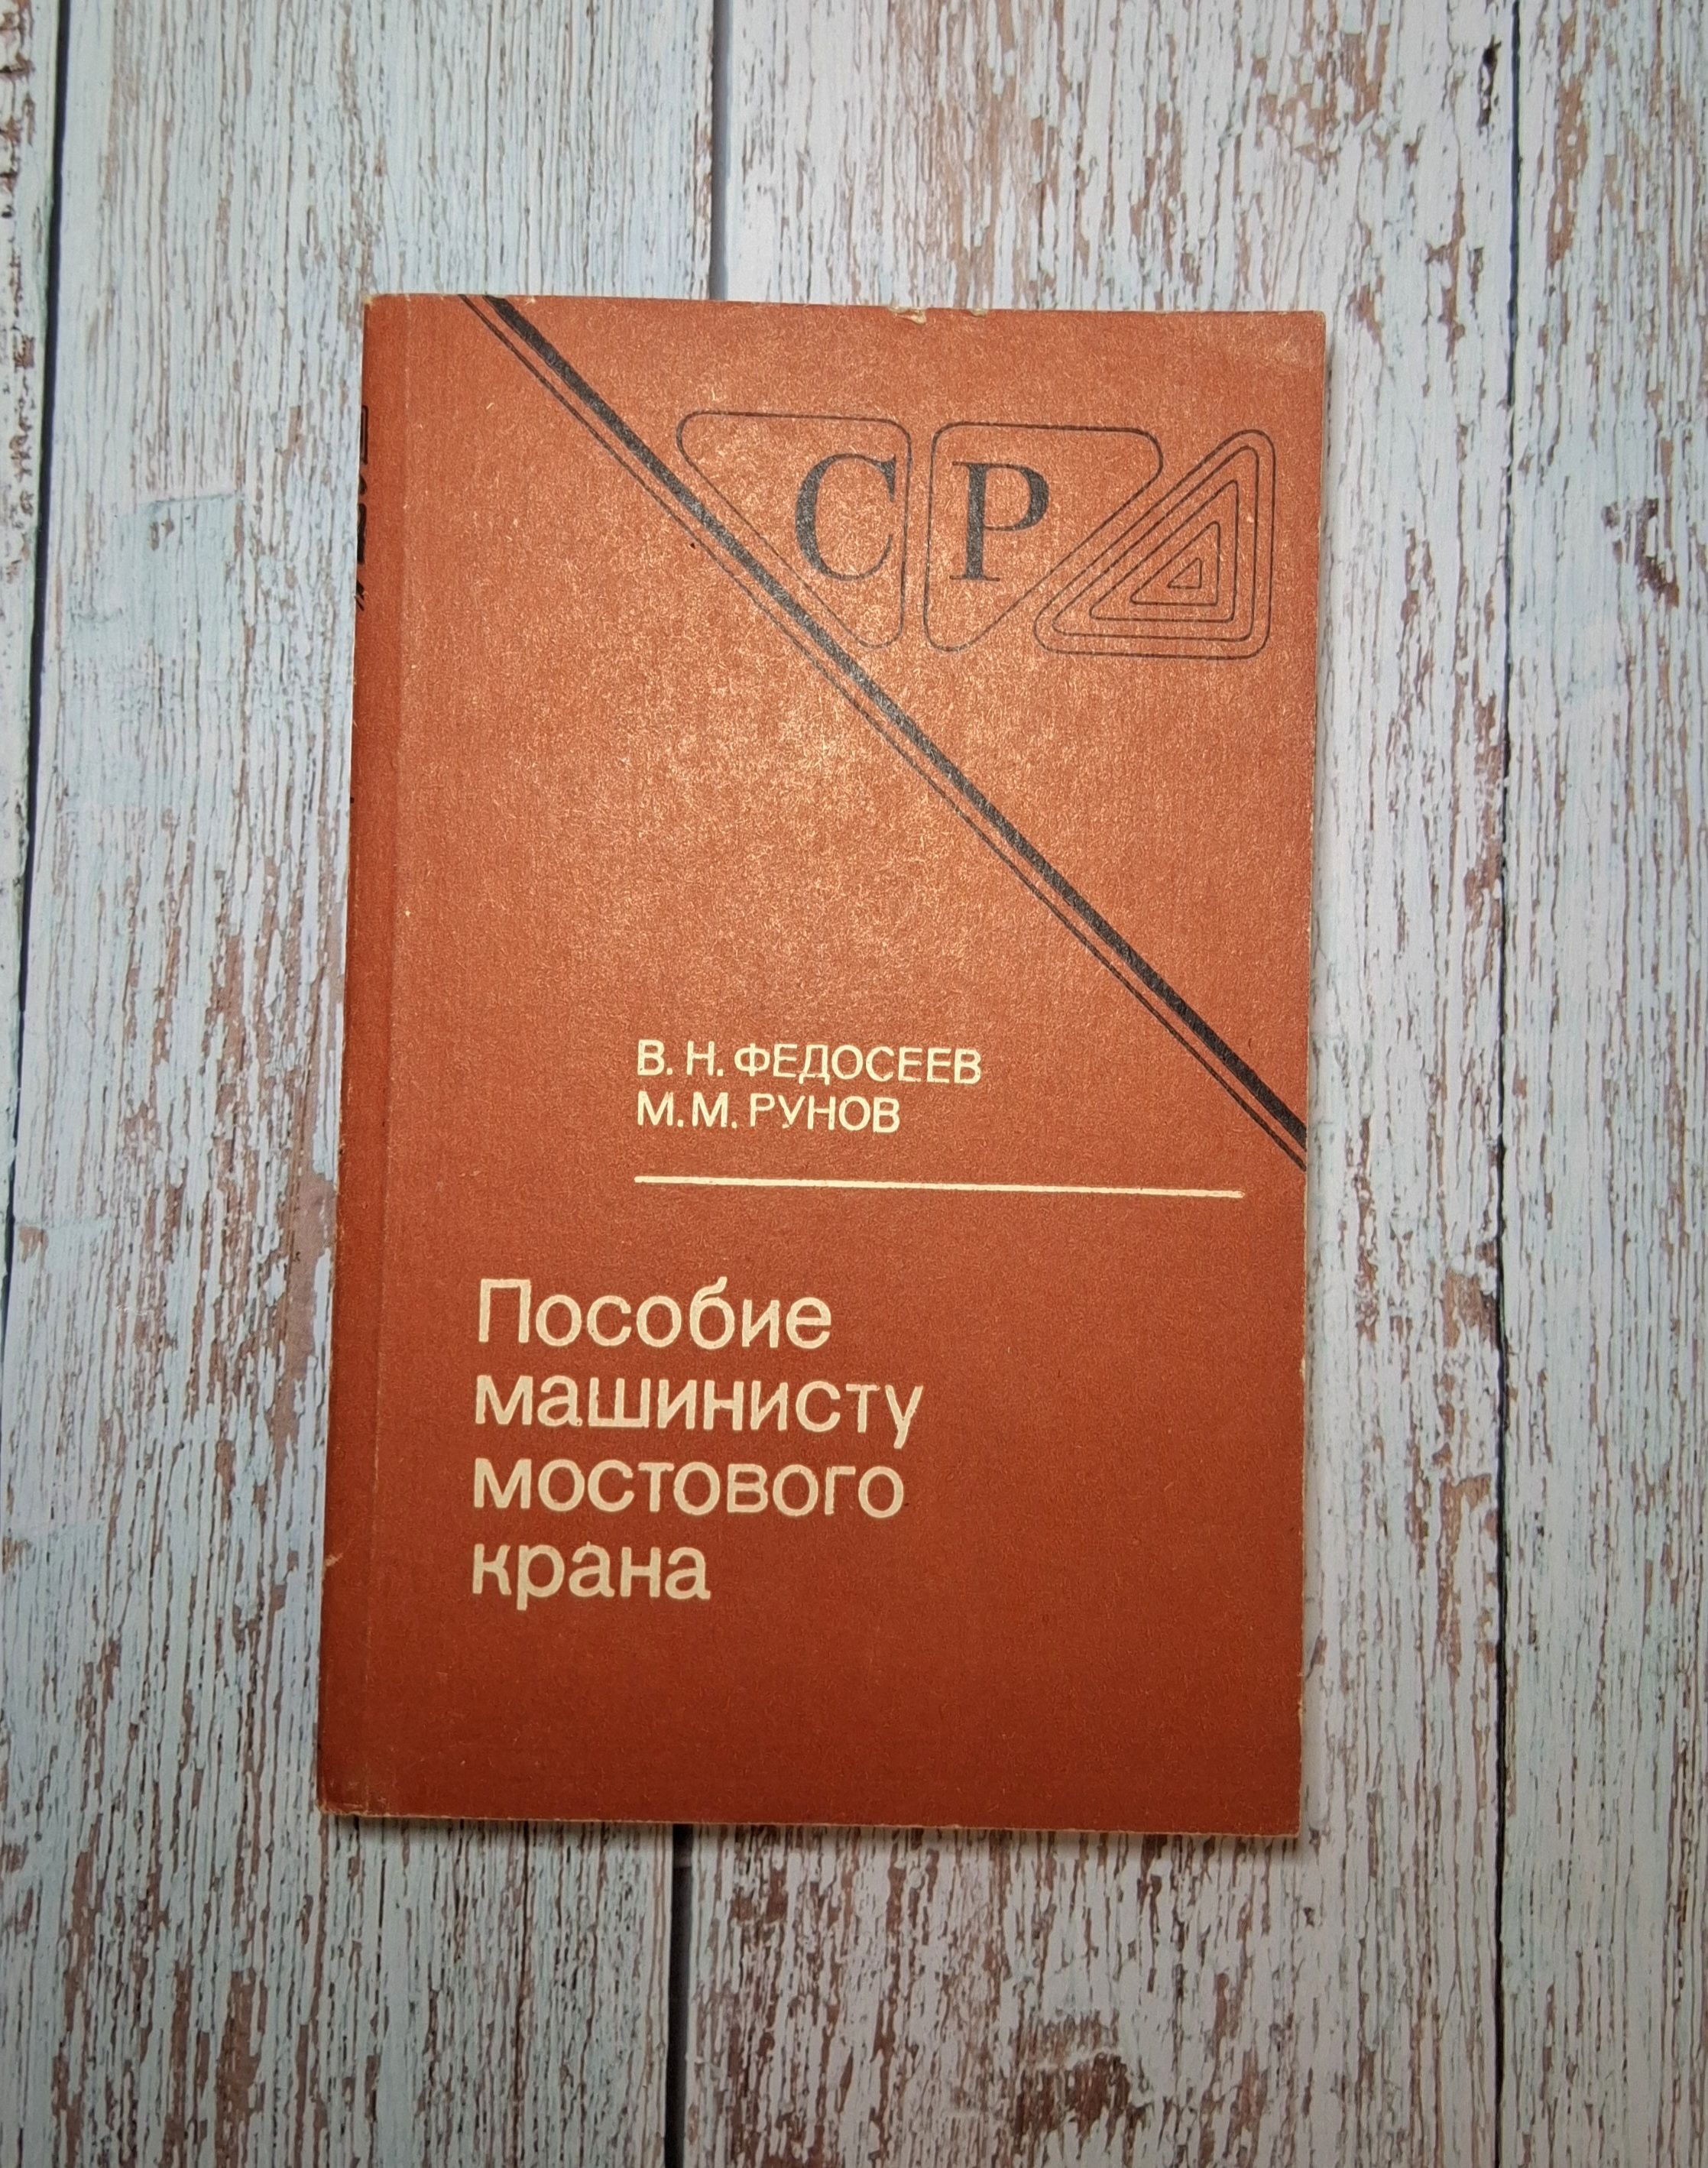 СР
В. Н. ФЕДОСЕЕВ
М. М. РУНОВ
Пособие
машинисту
мостового
крана